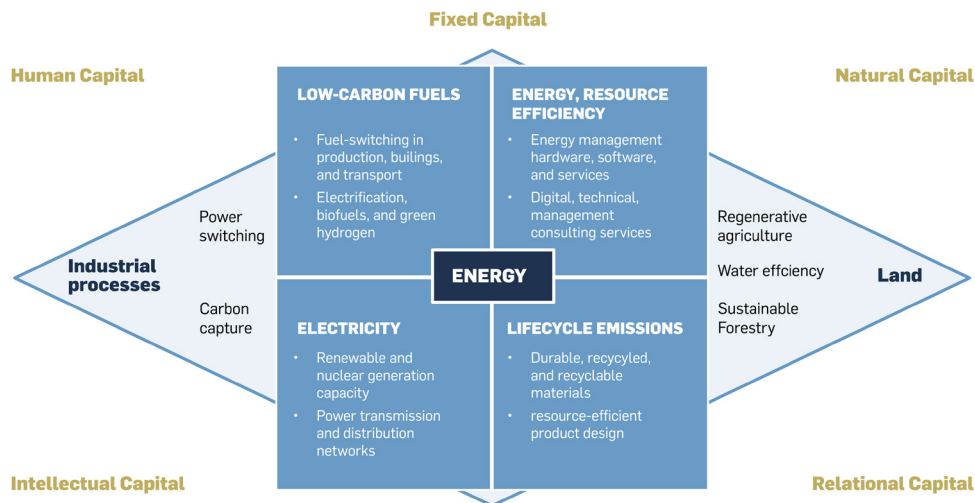 Fixed Capital
Human Capital
Natural Capital
LOW-CARBON FUELS
• Fuel-switching in
production, builings,
and transport
• Electrification,
biofuels, and green
hydrogen
ENERGY, RESOURCE
EFFICIENCY
• Energy management
hardware, software,
and services
• Digital, technical,
management
consulting services
Power
switching
Industrial
processes
Carbon
capture
ENERGY
Regenerative
agriculture
Water effciency
Land
Sustainable
Forestry
ELECTRICITY
• Renewable and
nuclear generation
capacity
• Power transmission
and distribution
networks
LIFECYCLE EMISSIONS
• Durable, recycyled,
and recyclable
materials
• resource-efficient
product design
Intellectual Capital
Relational Capital